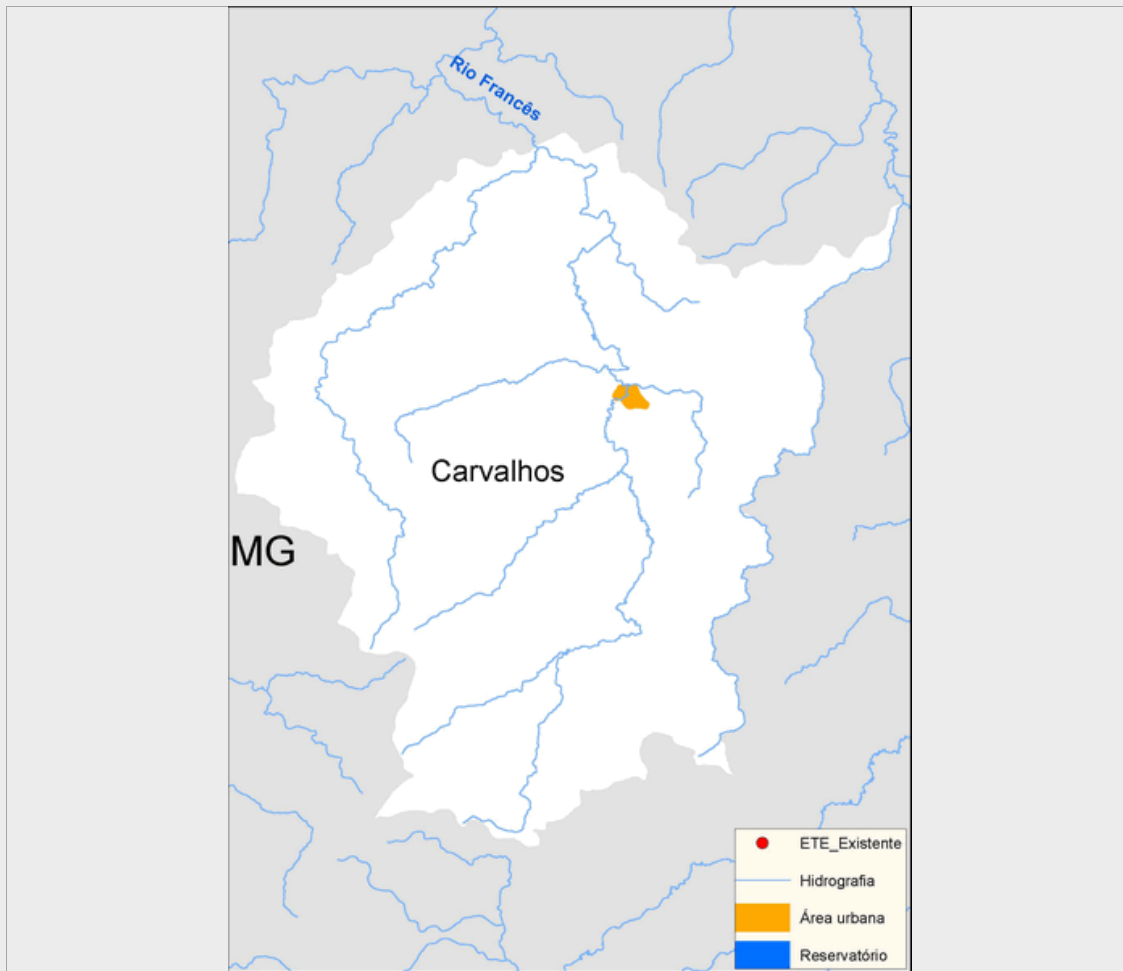 Rio Francês
Carvalhos
MG
ETE_Existente
Hidrografia
Área urbana
Reservatório